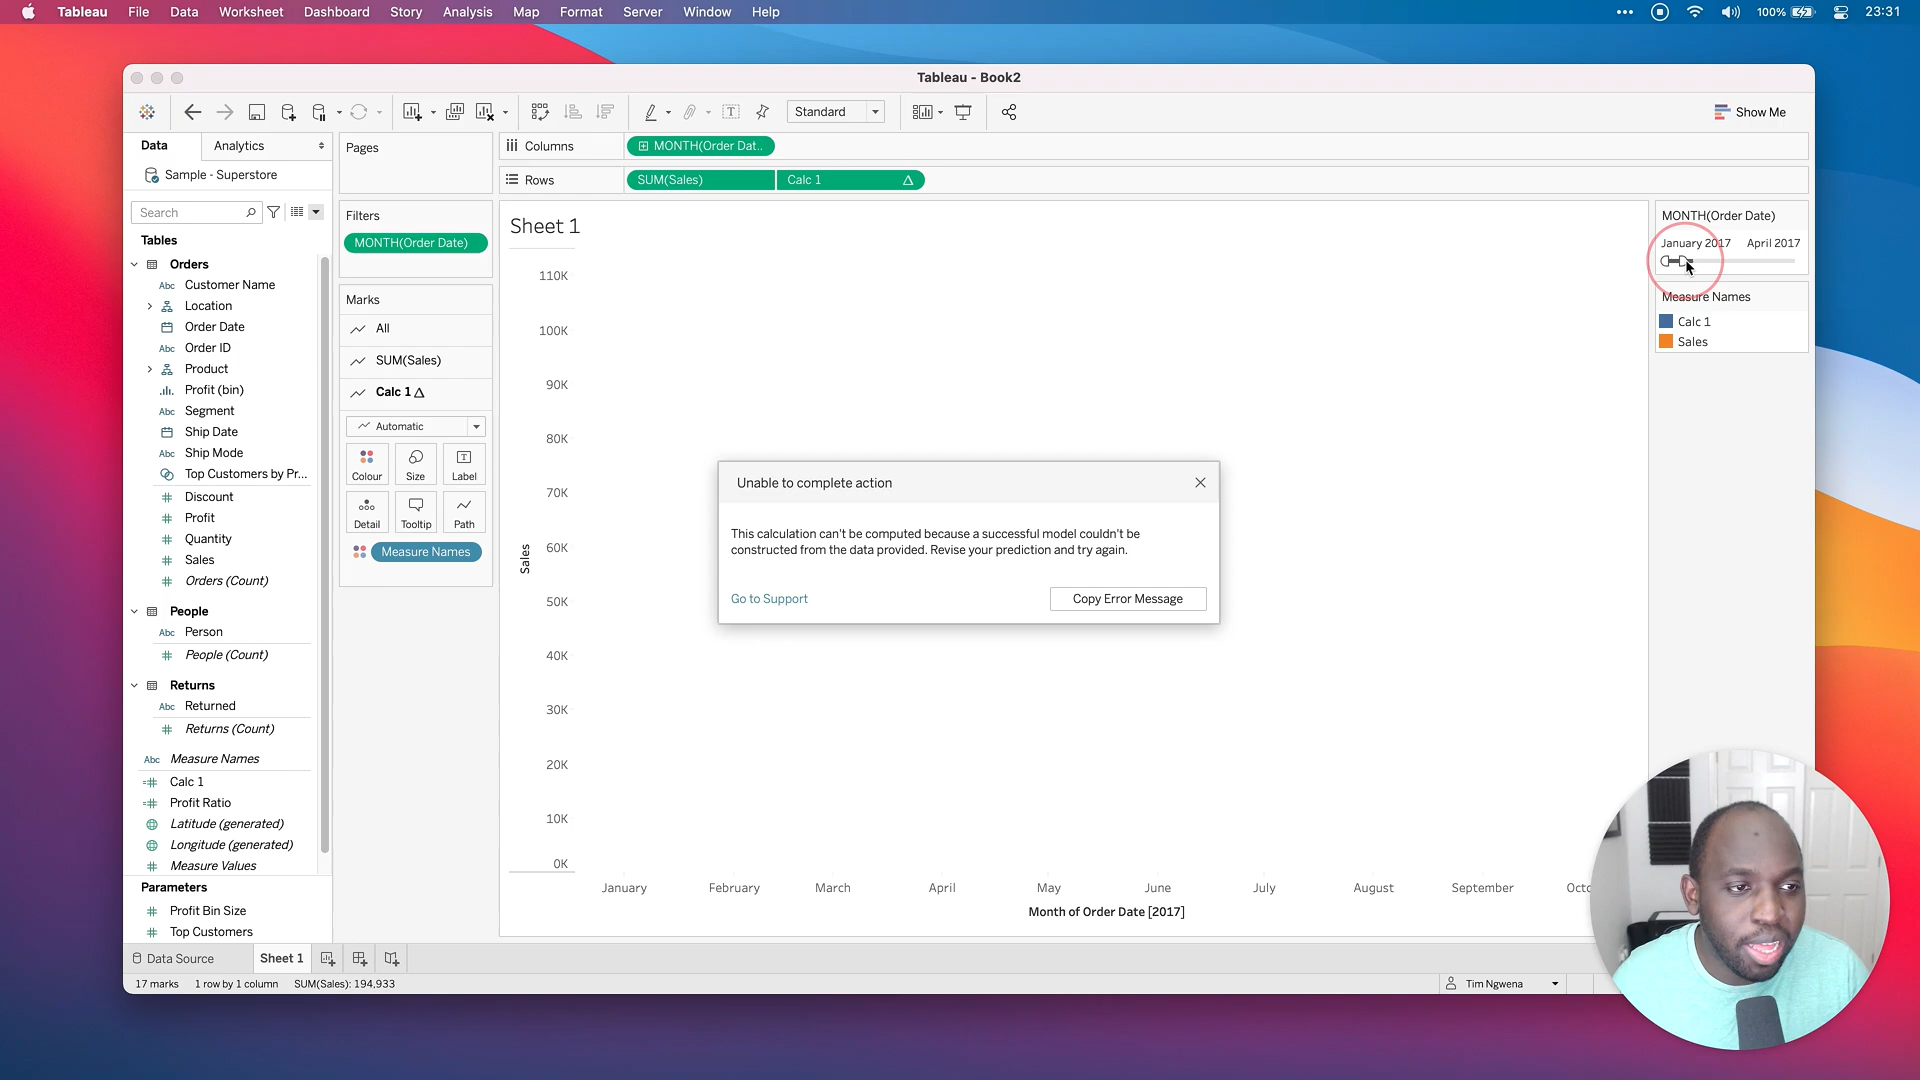 Tableau File Data Worksheet Dashboard Story Analysis Map Format Server Window Help 100% 23:31
Tableau - Book2
Standard
Show Me
Data Analytics
Sample - Superstore
Search
Tables
Orders
Abc Customer Name
Location
Order Date
Abc Order ID
Product
Profit (bin)
Abc Segment
Ship Date
Abc Ship Mode
Top Customers by Pr...
Discount
Profit
Quantity
Sales
Orders (Count)
People
Abc Person
People (Count)
Returns
Abc Returned
Returns (Count)
Abc Measure Names
Calc 1
Profit Ratio
Latitude (generated)
Longitude (generated)
Measure Values
Parameters
Profit Bin Size
Top Customers
Pages
Filters
MONTH(Order Date)
Marks
All
SUM(Sales)
Calc 1
Automatic
Colour Size Label
Detail Tooltip Path
Measure Names
Columns MONTH(Order Dat..
Rows SUM(Sales) Calc 1
Sheet 1
110K
100K
90K
80K
70K
60K
50K
40K
30K
20K
10K
0K
Sales
January February March April May June July August September Octo
Month of Order Date [2017]
Unable to complete action
This calculation can't be computed because a successful model couldn't be
constructed from the data provided. Revise your prediction and try again.
Go to Support
Copy Error Message
MONTH(Order Date)
January 2017 April 2017
Measure Names
Calc 1
Sales
Data Source Sheet 1
17 marks 1 row by 1 column SUM(Sales): 194,933
Tim Ngwena